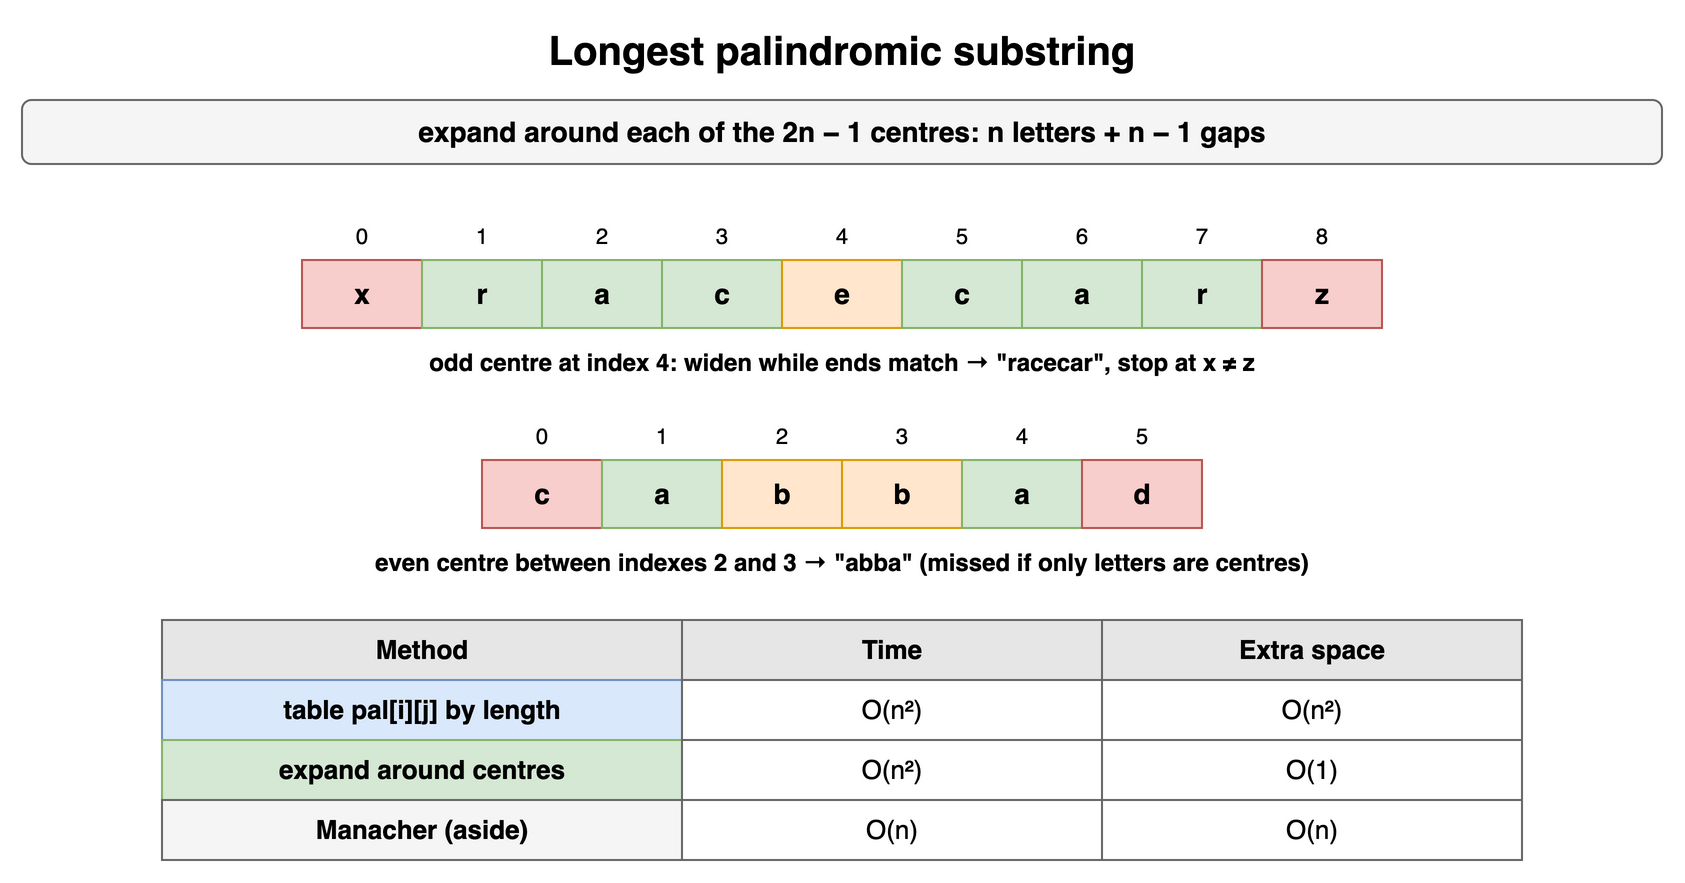 Longest palindromic substring
expand around each of the 2n – 1 centres: n letters + n – 1 gaps
0 1 2 3 4 5 6 7 8
x r a c e c a r z
odd centre at index 4: widen while ends match → "racecar", stop at x ≠ z
0 1 2 3 4 5
c a b b a d
even centre between indexes 2 and 3 → "abba" (missed if only letters are centres)
Method Time Extra space
table pal[i][j] by length O(n²) O(n²)
expand around centres O(n²) O(1)
Manacher (aside) O(n) O(n)